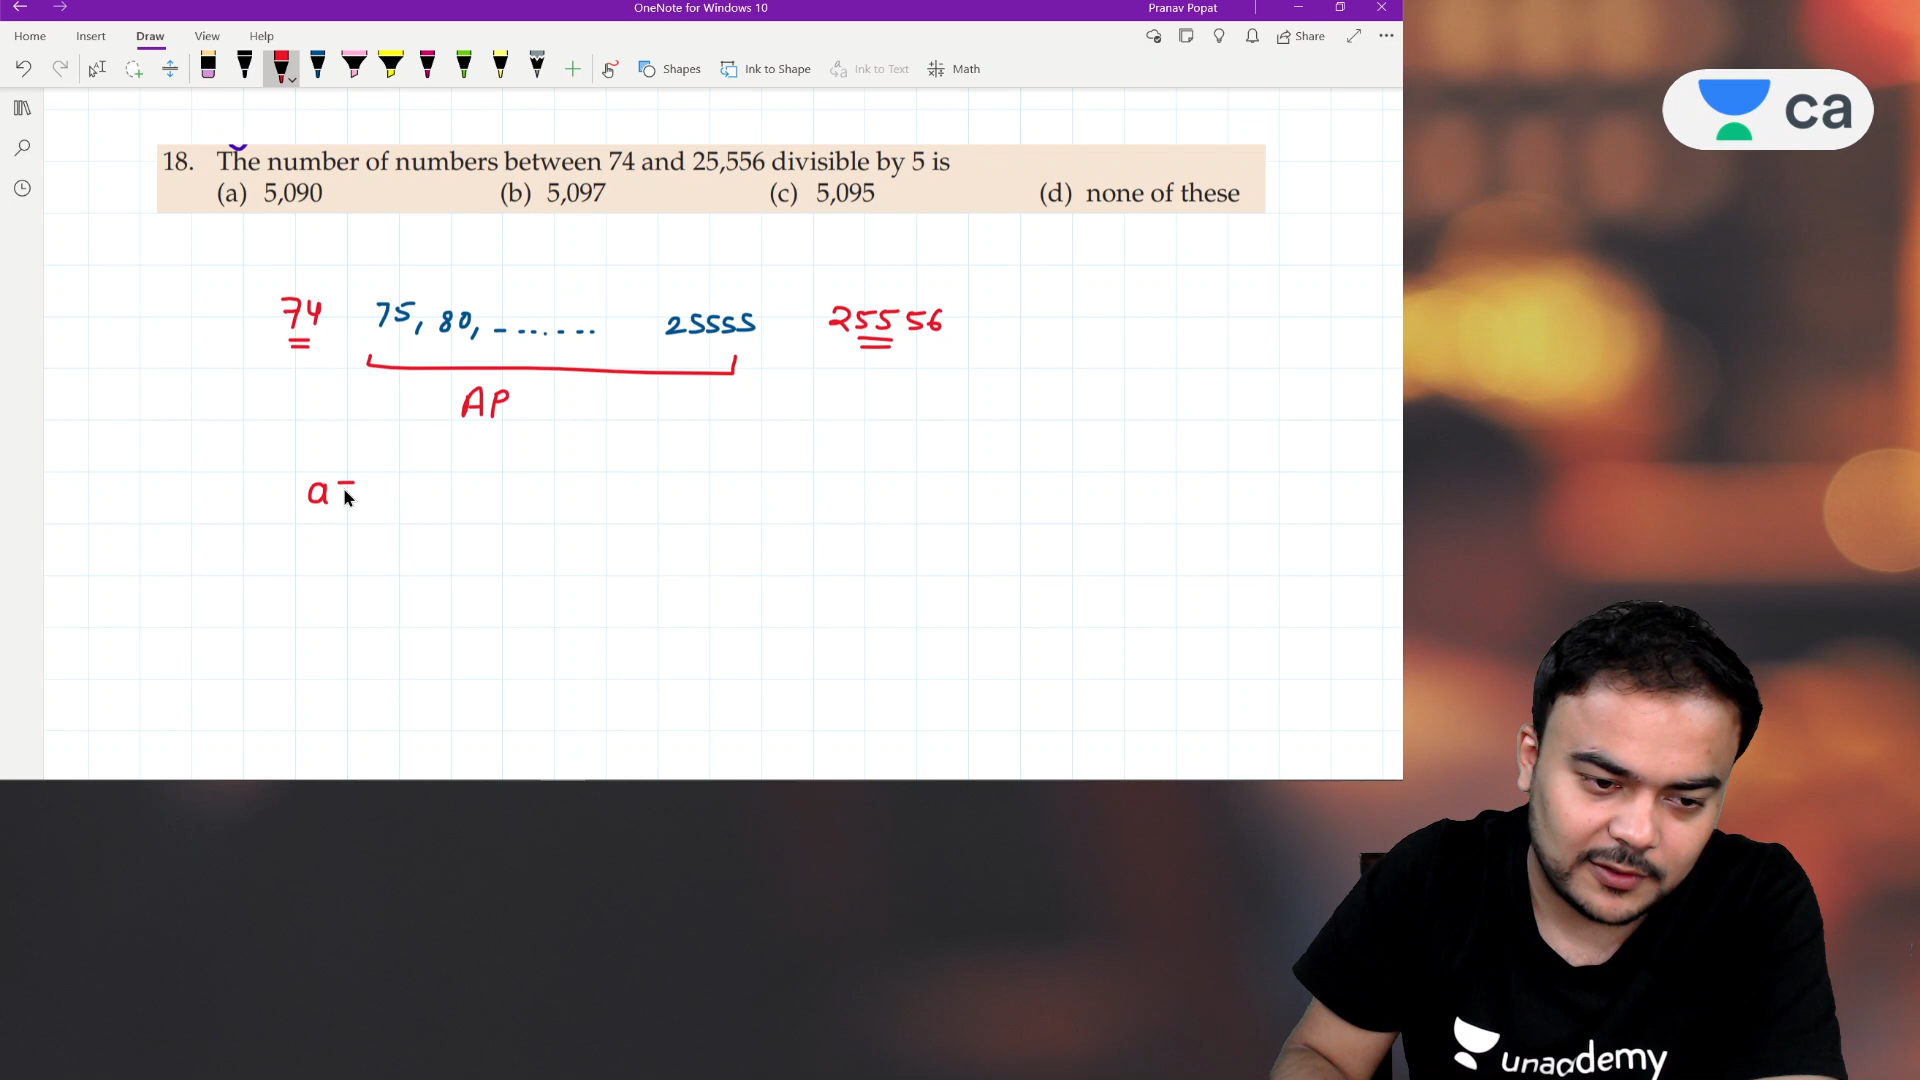 OneNote for Windows 10
Pranav Popat
Home Insert Draw View Help
Share
Shapes Ink to Shape Ink to Text Math
ca
18. The number of numbers between 74 and 25,556 divisible by 5 is
(a) 5,090 (b) 5,097 (c) 5,095 (d) none of these
74 75, 80, – ...... 25555 25556
AP
a –
unacademy